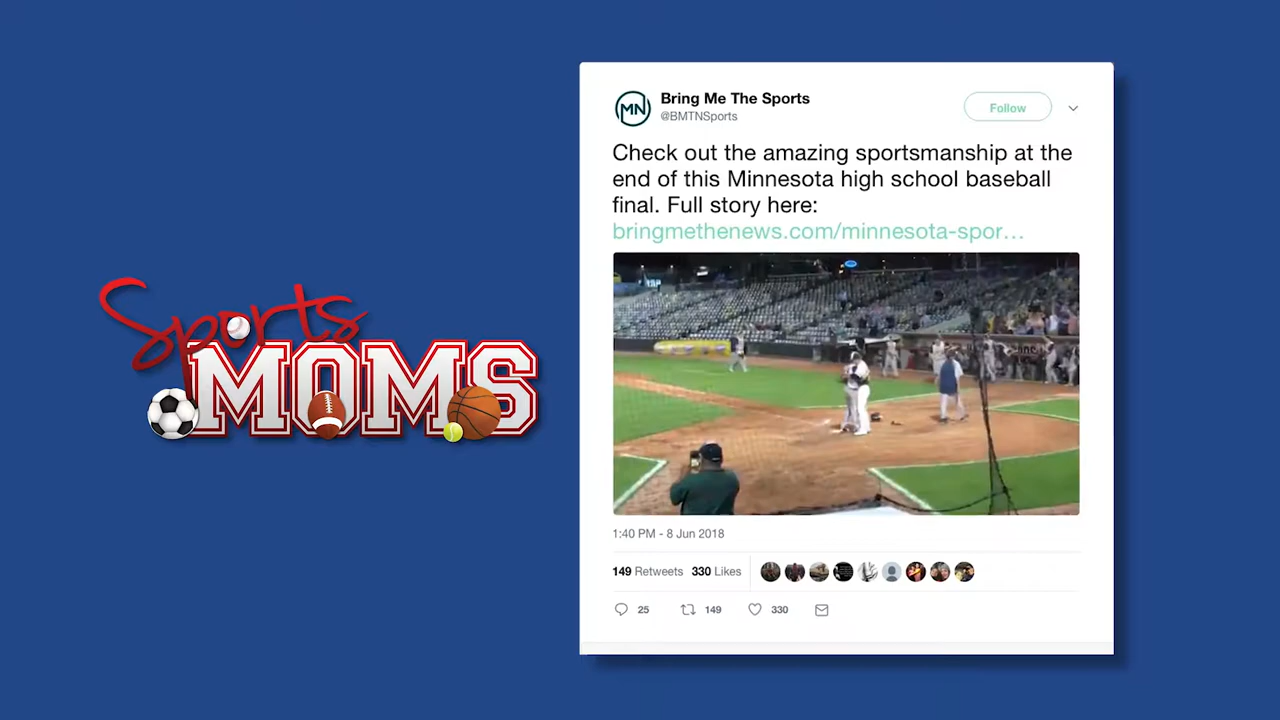 Sports
MOMS
MN
Bring Me The Sports
@BMTNSports
Follow
Check out the amazing sportsmanship at the
end of this Minnesota high school baseball
final. Full story here:
bringmethenews.com/minnesota-spor…
1:40 PM - 8 Jun 2018
149 Retweets 330 Likes
25 149 330